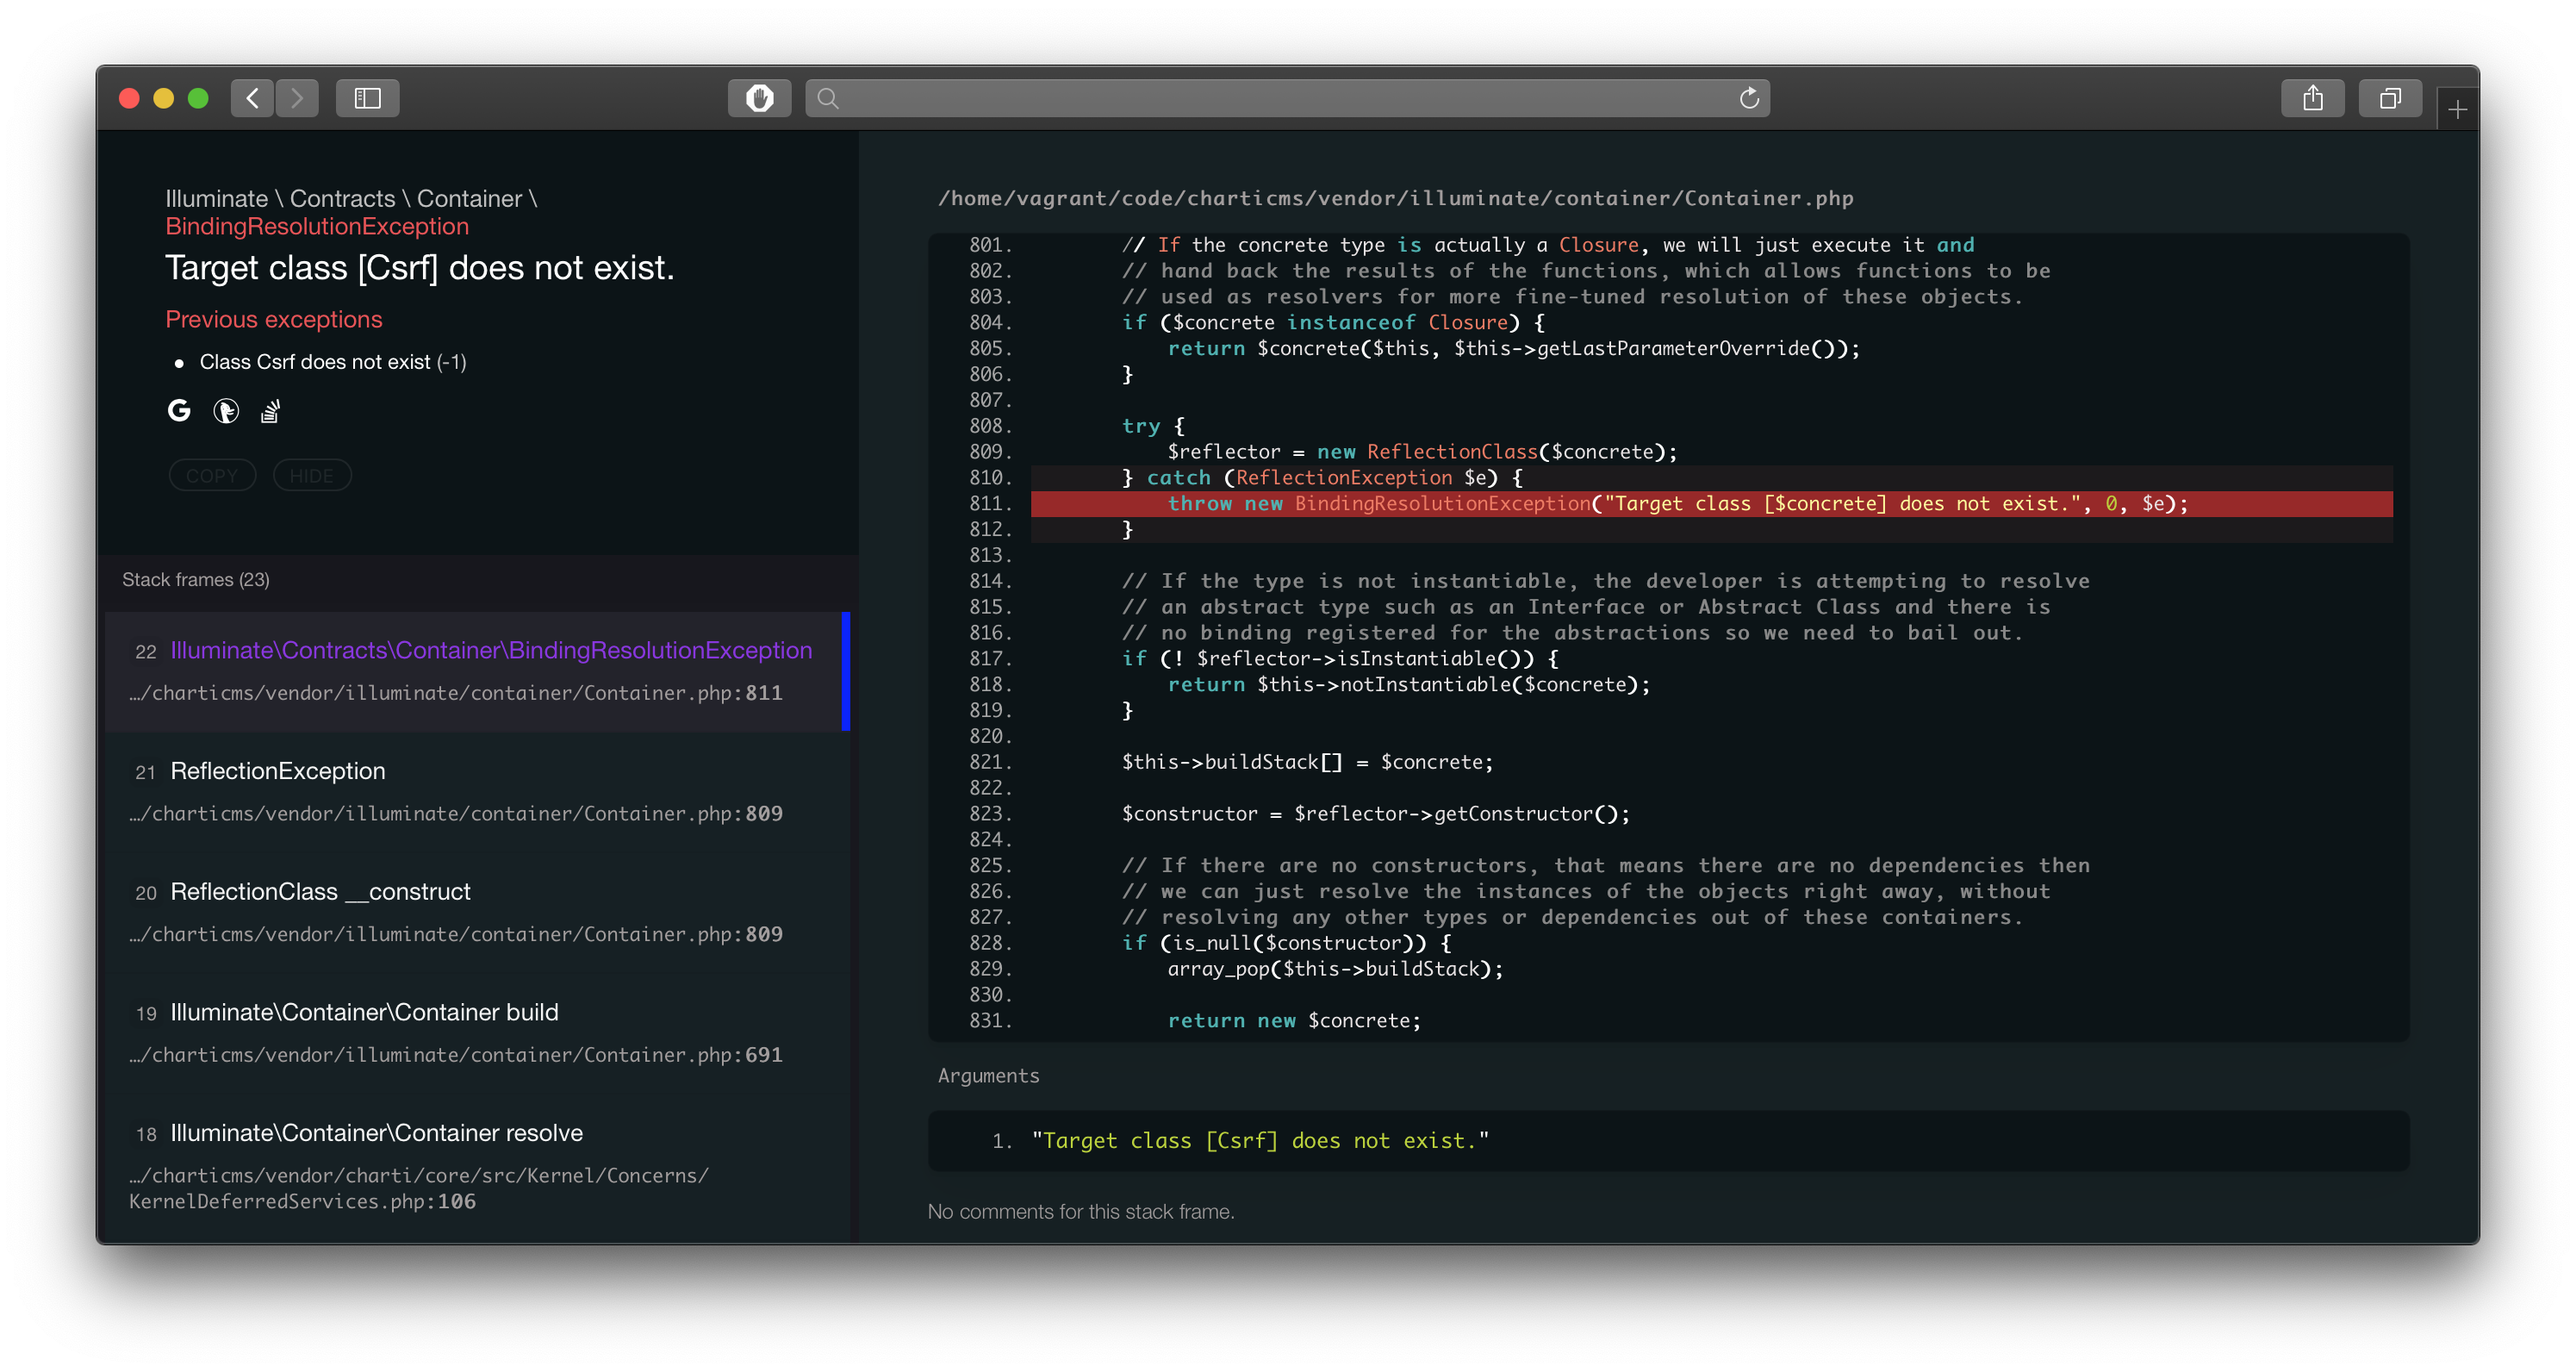 Illuminate \ Contracts \ Container \
BindingResolutionException
Target class [Csrf] does not exist.
Previous exceptions
• Class Csrf does not exist (-1)
COPY HIDE
Stack frames (23)
22 Illuminate\Contracts\Container\BindingResolutionException
…/charticms/vendor/illuminate/container/Container.php:811
21 ReflectionException
…/charticms/vendor/illuminate/container/Container.php:809
20 ReflectionClass __construct
…/charticms/vendor/illuminate/container/Container.php:809
19 Illuminate\Container\Container build
…/charticms/vendor/illuminate/container/Container.php:691
18 Illuminate\Container\Container resolve
…/charticms/vendor/charti/core/src/Kernel/Concerns/
KernelDeferredServices.php:106
/home/vagrant/code/charticms/vendor/illuminate/container/Container.php
801. // If the concrete type is actually a Closure, we will just execute it and
802. // hand back the results of the functions, which allows functions to be
803. // used as resolvers for more fine-tuned resolution of these objects.
804. if ($concrete instanceof Closure) {
805. return $concrete($this, $this->getLastParameterOverride());
806. }
807.
808. try {
809. $reflector = new ReflectionClass($concrete);
810. } catch (ReflectionException $e) {
811. throw new BindingResolutionException("Target class [$concrete] does not exist.", 0, $e);
812. }
813.
814. // If the type is not instantiable, the developer is attempting to resolve
815. // an abstract type such as an Interface or Abstract Class and there is
816. // no binding registered for the abstractions so we need to bail out.
817. if (! $reflector->isInstantiable()) {
818. return $this->notInstantiable($concrete);
819. }
820.
821. $this->buildStack[] = $concrete;
822.
823. $constructor = $reflector->getConstructor();
824.
825. // If there are no constructors, that means there are no dependencies then
826. // we can just resolve the instances of the objects right away, without
827. // resolving any other types or dependencies out of these containers.
828. if (is_null($constructor)) {
829. array_pop($this->buildStack);
830.
831. return new $concrete;
Arguments
1. "Target class [Csrf] does not exist."
No comments for this stack frame.